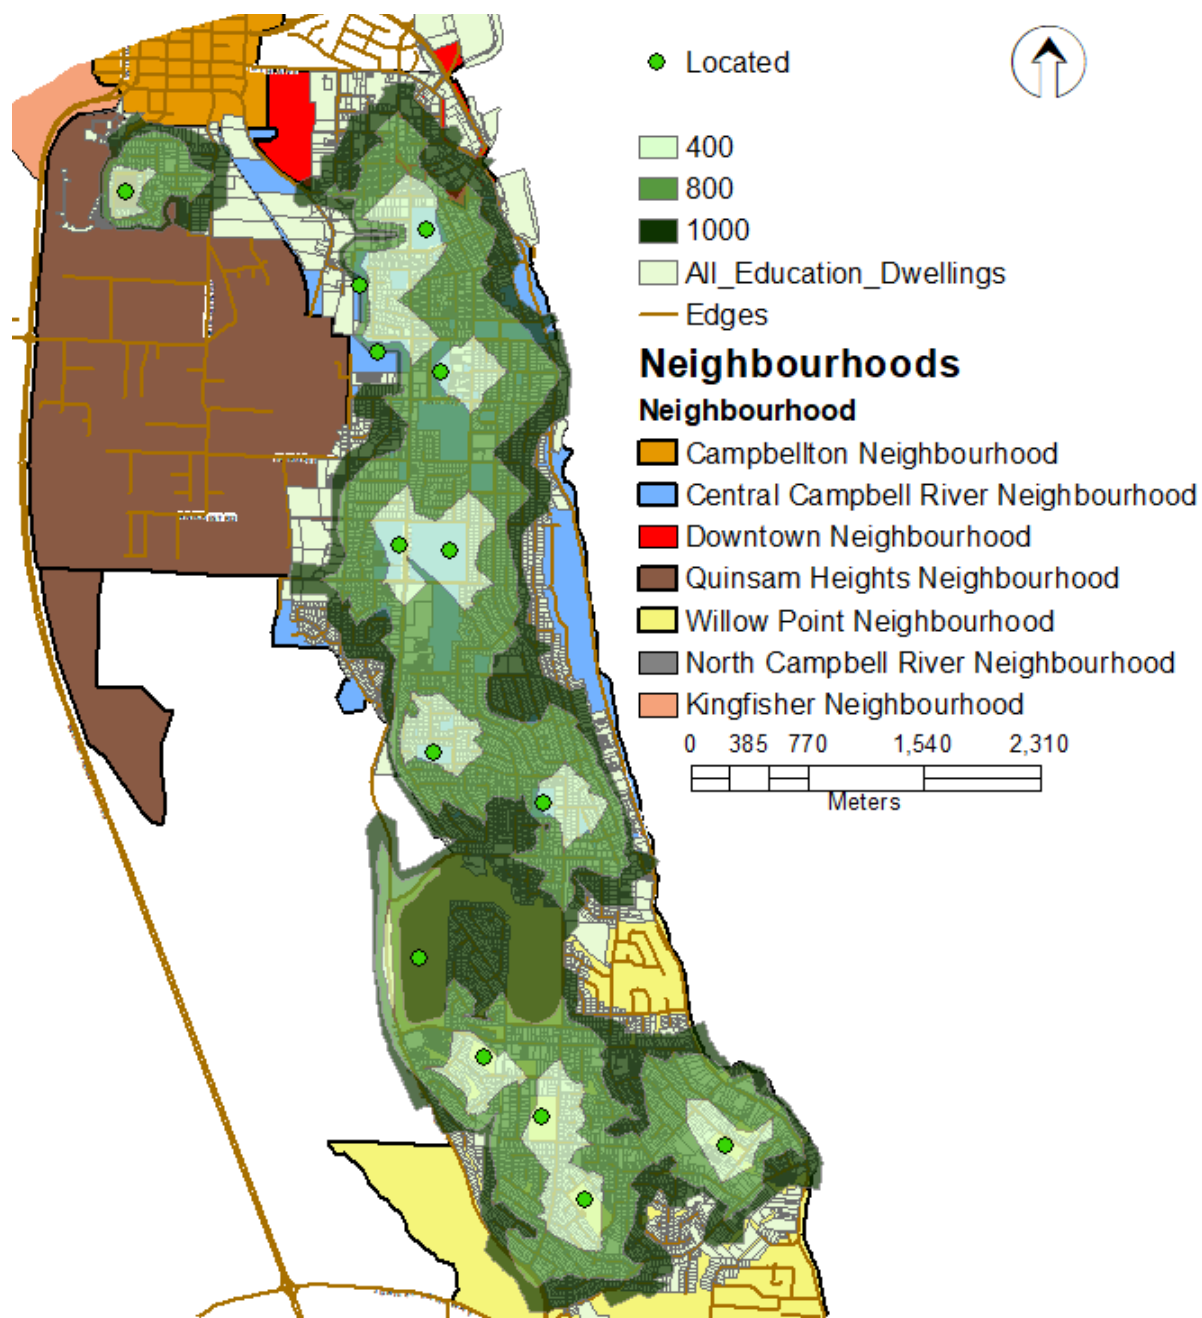 Located
400
800
1000
All_Education_Dwellings
Edges
Neighbourhoods
Neighbourhood
Campbellton Neighbourhood
Central Campbell River Neighbourhood
Downtown Neighbourhood
Quinsam Heights Neighbourhood
Willow Point Neighbourhood
North Campbell River Neighbourhood
Kingfisher Neighbourhood
0 385 770 1,540 2,310
Meters